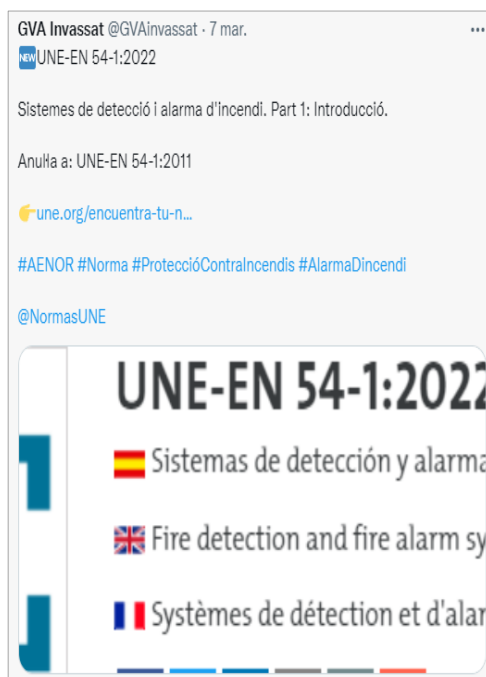 GVA Invassat @GVAinvassat · 7 mar.
NEW UNE-EN 54-1:2022
Sistemes de detecció i alarma d'incendi. Part 1: Introducció.
Anul·la a: UNE-EN 54-1:2011
une.org/encuentra-tu-n...
#AENOR #Norma #ProteccióContraIncendis #AlarmaDincendi
@NormasUNE
UNE-EN 54-1:2022
Sistemas de detección y alarma
Fire detection and fire alarm sy
Systèmes de détection et d'alar